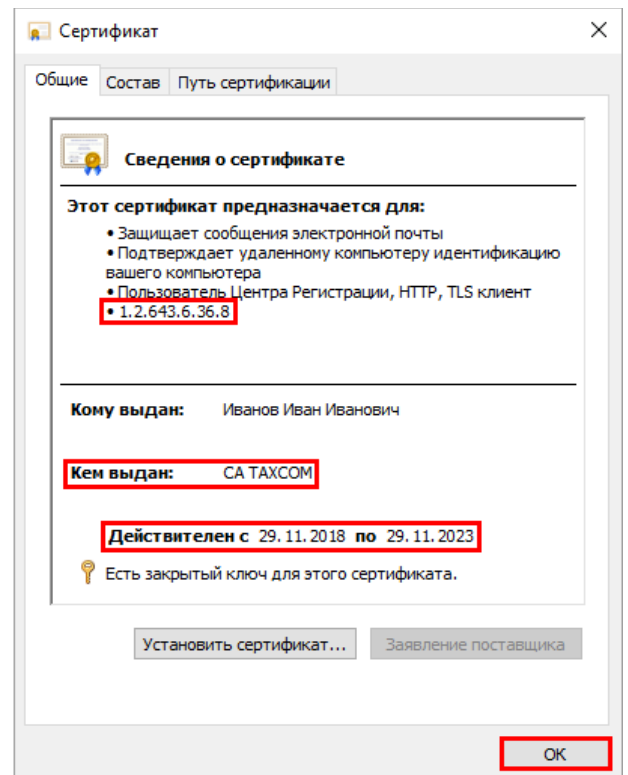 Сертификат
Общие Состав Путь сертификации
Сведения о сертификате
Этот сертификат предназначается для:
• Защищает сообщения электронной почты
• Подтверждает удаленному компьютеру идентификацию
вашего компьютера
• Пользователь Центра Регистрации, HTTP, TLS клиент
• 1.2.643.6.36.8
Кому выдан: Иванов Иван Иванович
Кем выдан: CA TAXCOM
Действителен с 29.11.2018 по 29.11.2023
Есть закрытый ключ для этого сертификата.
Установить сертификат... Заявление поставщика
ОК